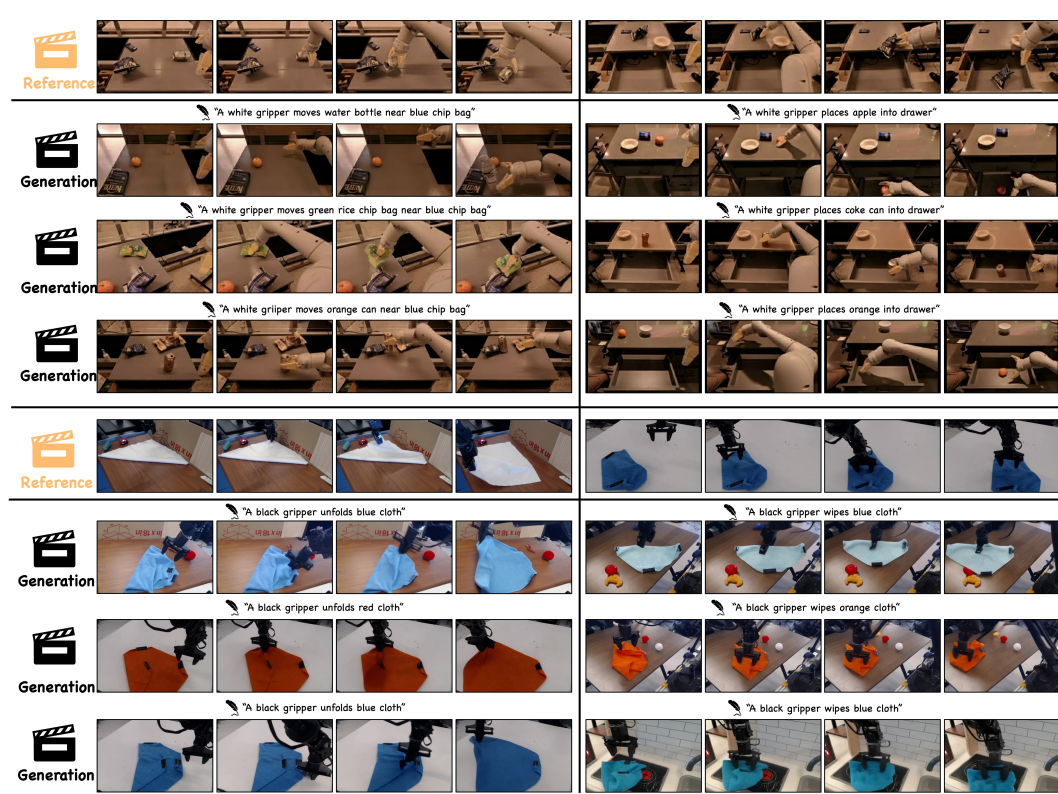 Reference
"A white gripper moves water bottle near blue chip bag"
"A white gripper places apple into drawer"
Generation
"A white gripper moves green rice chip bag near blue chip bag"
"A white gripper places coke can into drawer"
Generation
"A white griiper moves orange can near blue chip bag"
"A white gripper places orange into drawer"
Generation
Reference
"A black gripper unfolds blue cloth"
"A black gripper wipes blue cloth"
Generation
"A black gripper unfolds red cloth"
"A black gripper wipes orange cloth"
Generation
"A black gripper unfolds blue cloth"
"A black gripper wipes blue cloth"
Generation